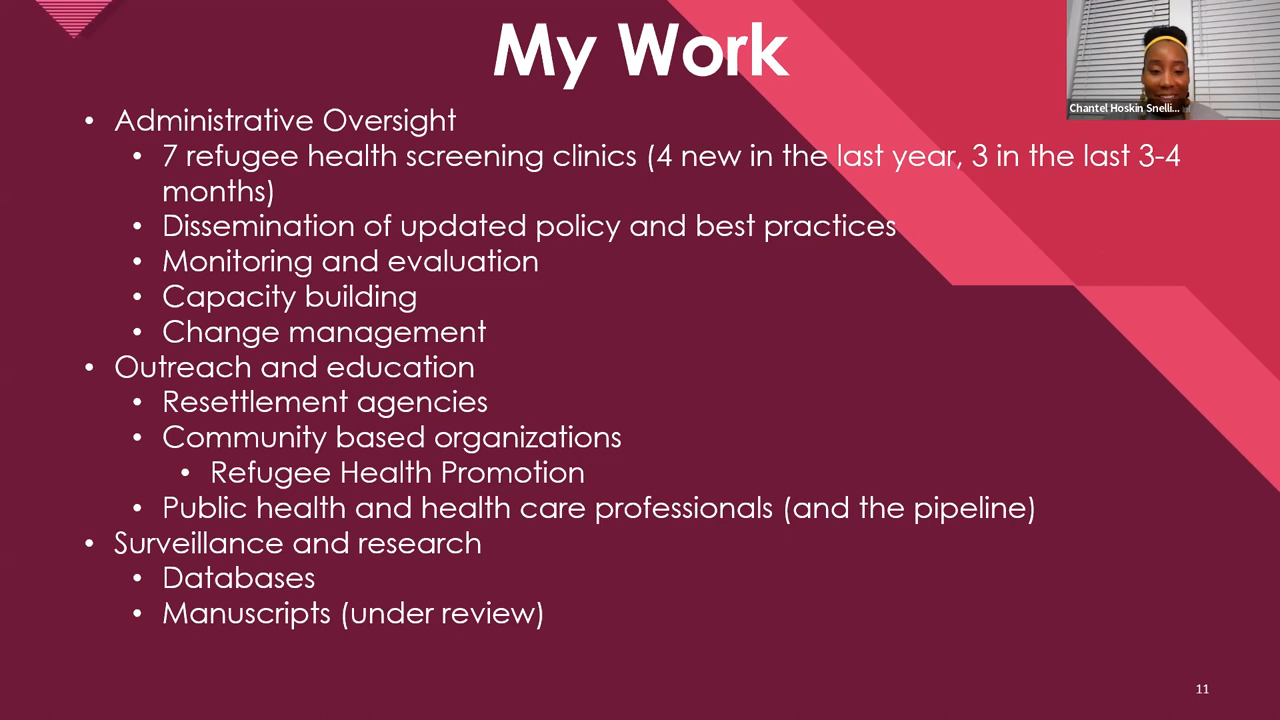 My Work
Chantel Hoskin Snelli...
• Administrative Oversight
• 7 refugee health screening clinics (4 new in the last year, 3 in the last 3-4
months)
• Dissemination of updated policy and best practices
• Monitoring and evaluation
• Capacity building
• Change management
• Outreach and education
• Resettlement agencies
• Community based organizations
• Refugee Health Promotion
• Public health and health care professionals (and the pipeline)
• Surveillance and research
• Databases
• Manuscripts (under review)
11